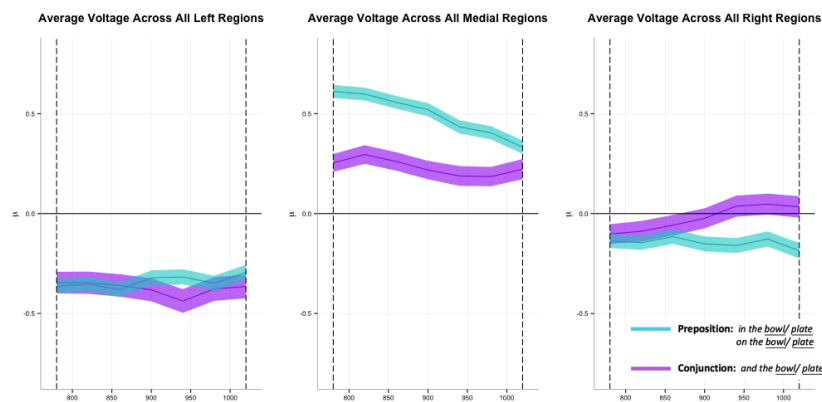 Average Voltage Across All Left Regions
0.5
0.0
-0.5
μ
800 850 900 950 1000
Average Voltage Across All Medial Regions
0.5
0.0
-0.5
μ
800 850 900 950 1000
Average Voltage Across All Right Regions
0.5
0.0
-0.5
μ
800 850 900 950 1000
Preposition: in the bowl/ plate
on the bowl/ plate
Conjunction: and the bowl/ plate